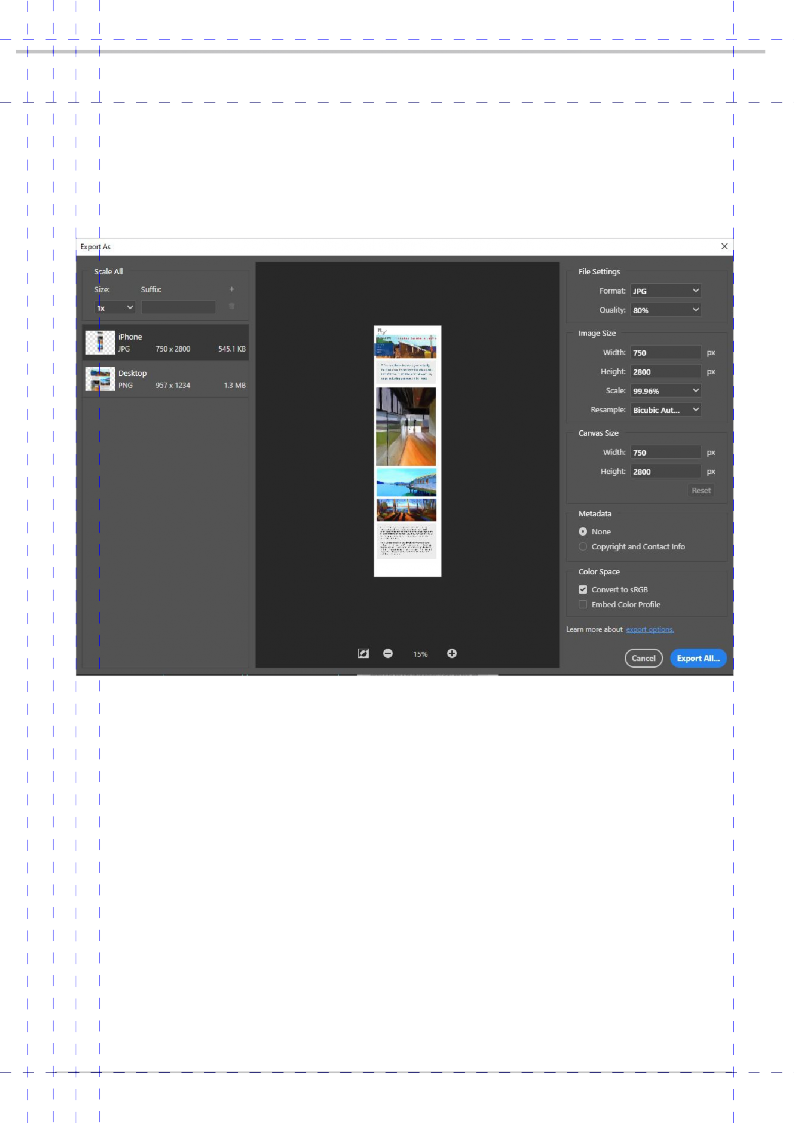 Export As
Scale All
Size:
Suffix:
1x
iPhone
JPG 750 x 2800 545.1 KB
Desktop
PNG 957 x 1234 1.3 MB
15%
File Settings
Format: JPG
Quality: 80%
Image Size
Width: 750 px
Height: 2800 px
Scale: 99.96%
Resample: Bicubic Aut...
Canvas Size
Width: 750 px
Height: 2800 px
Reset
Metadata
None
Copyright and Contact Info
Color Space
Convert to sRGB
Embed Color Profile
Learn more about export options.
Cancel
Export All...